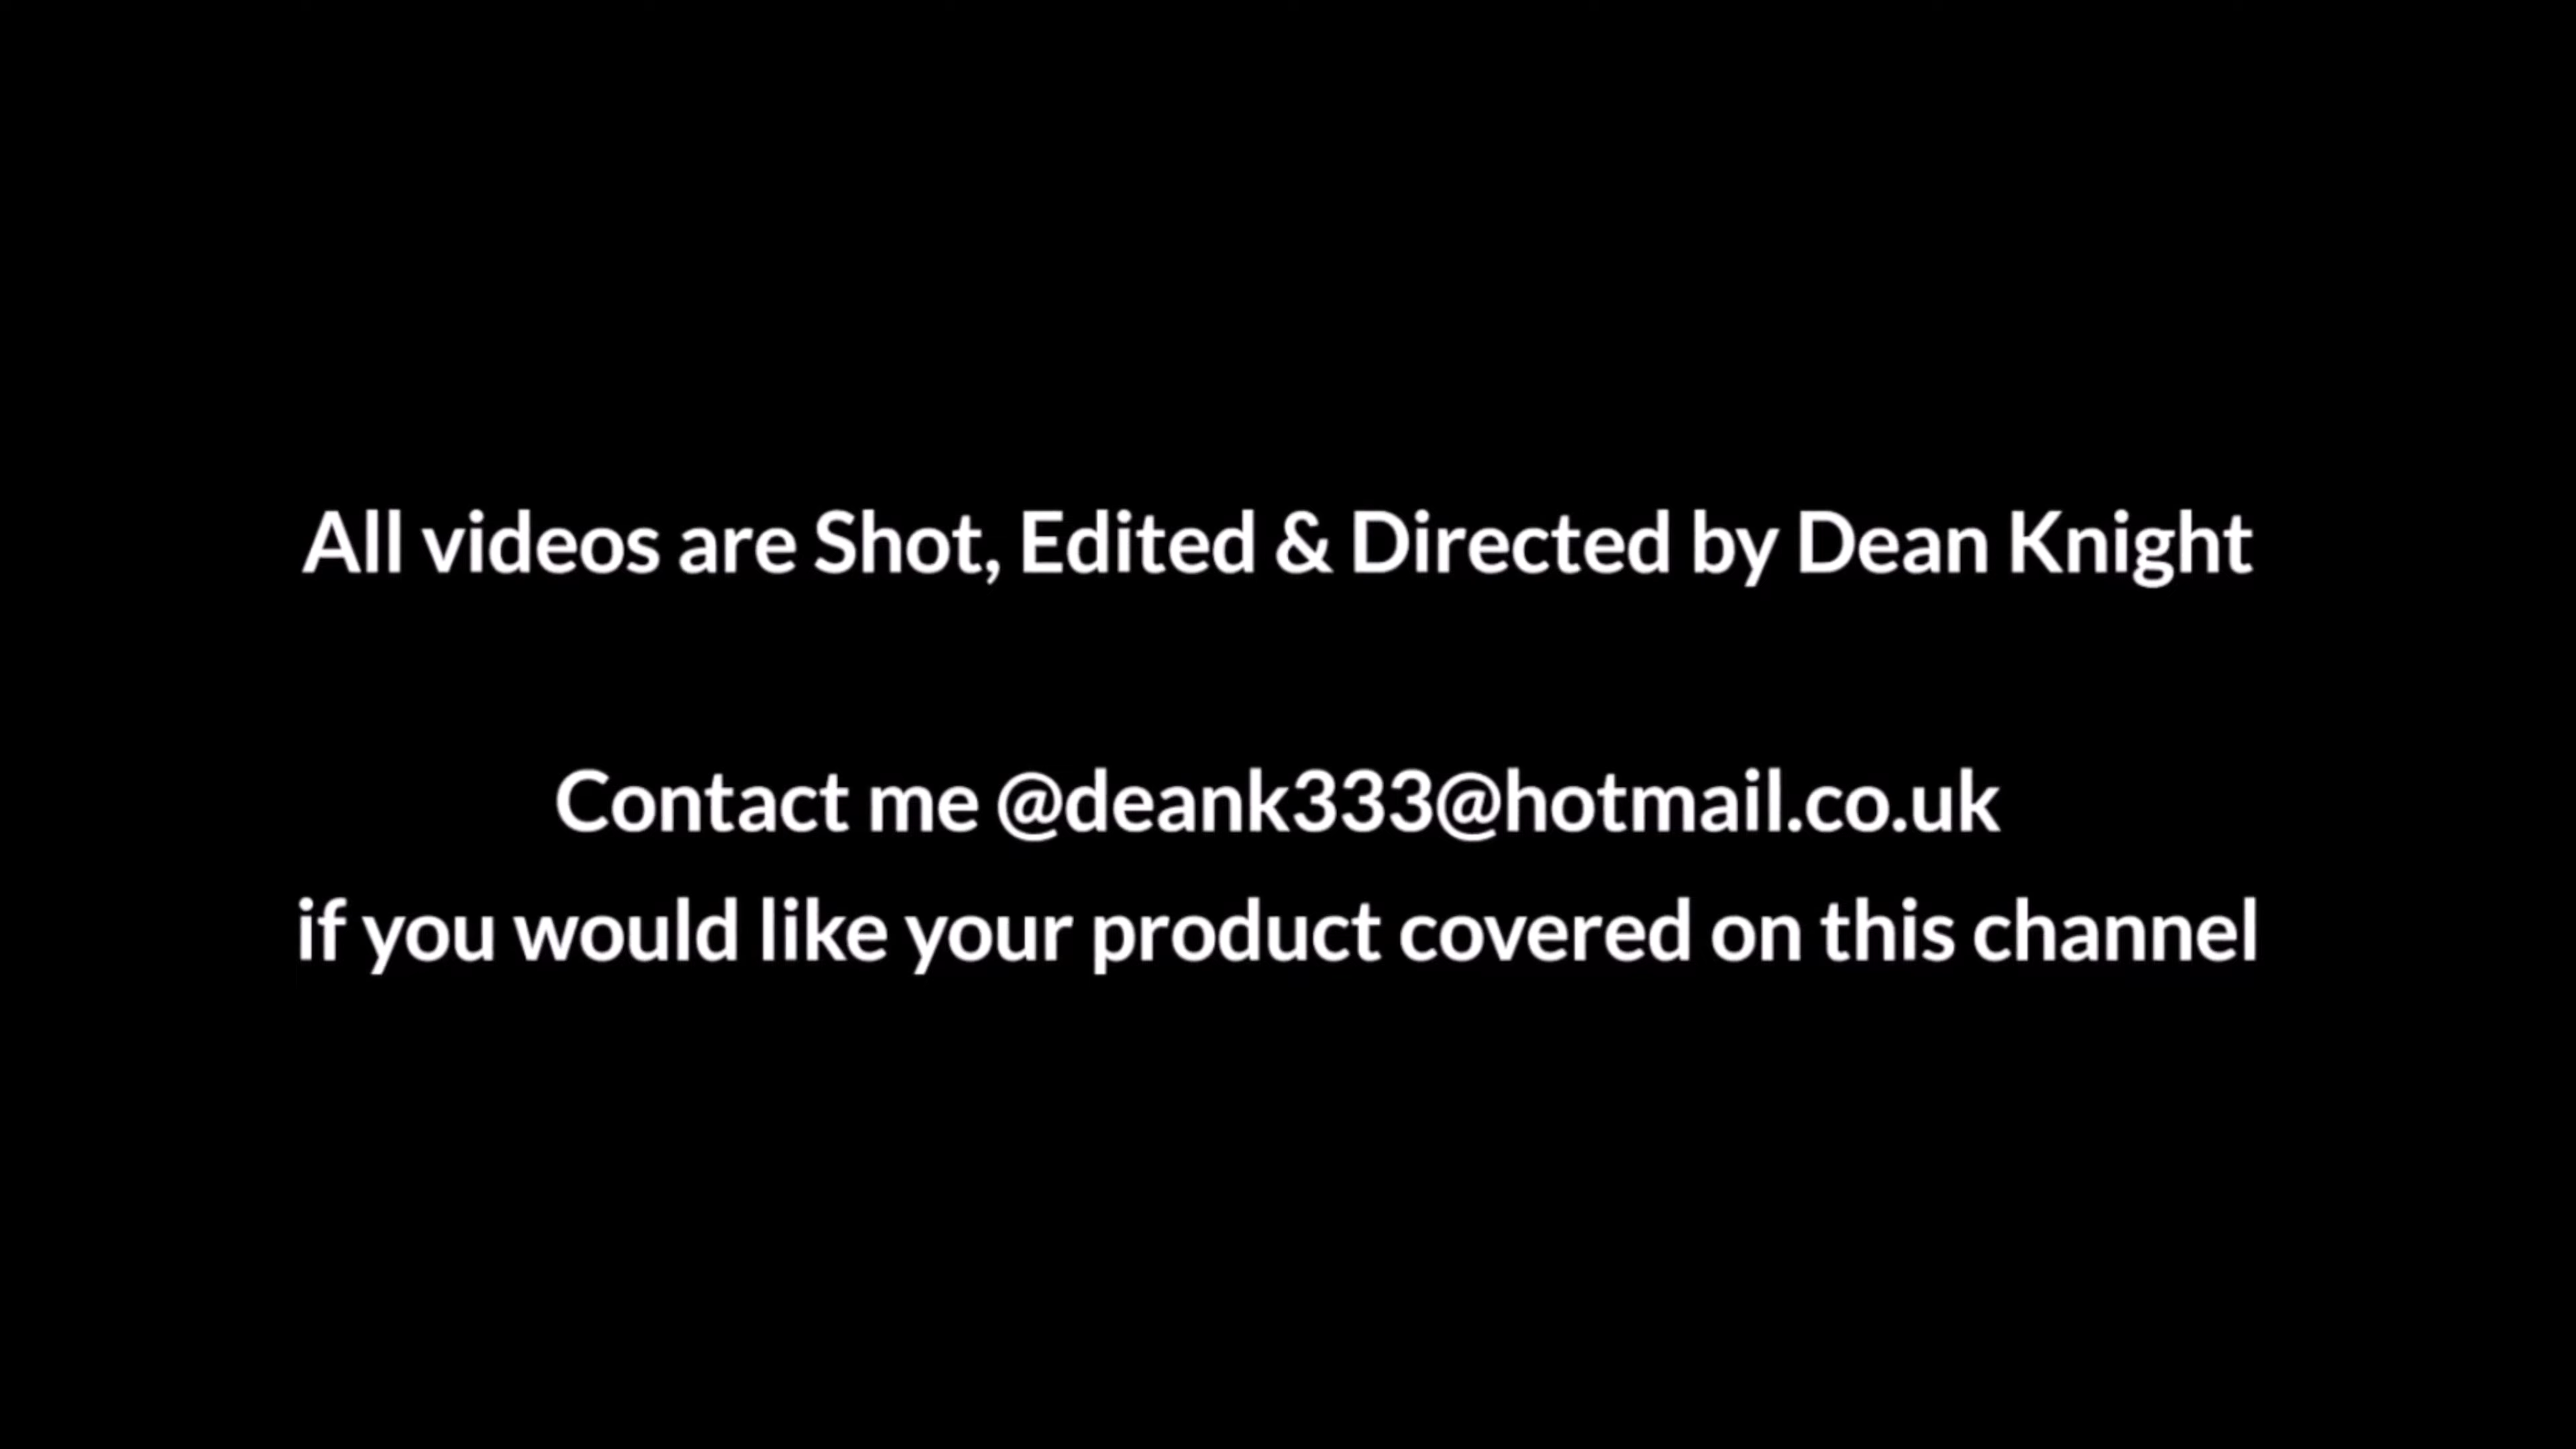 All videos are Shot, Edited & Directed by Dean Knight
Contact me @deank333@hotmail.co.uk
if you would like your product covered on this channel